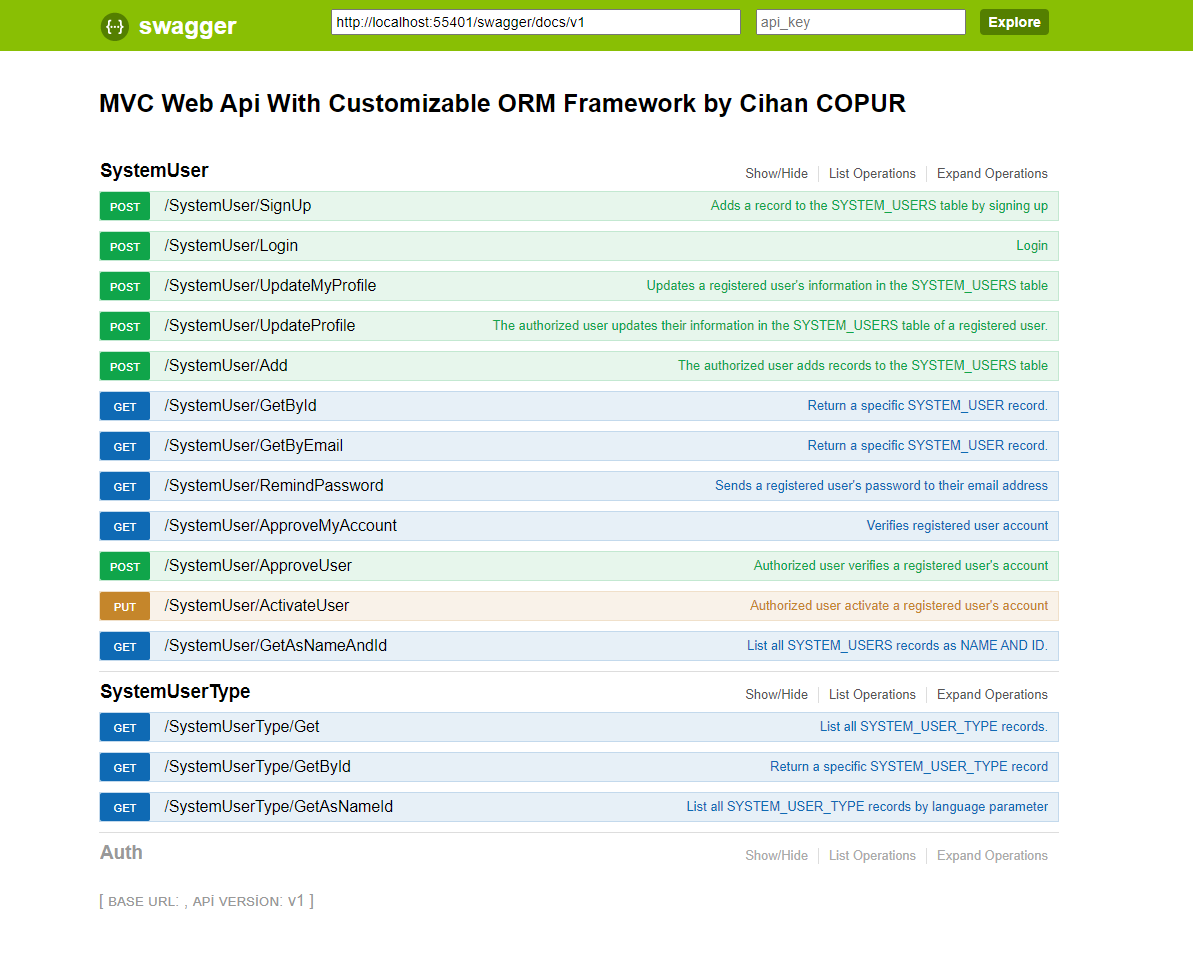 {···} swagger http://localhost:55401/swagger/docs/v1 api_key Explore
MVC Web Api With Customizable ORM Framework by Cihan COPUR
SystemUser Show/Hide List Operations Expand Operations
POST /SystemUser/SignUp Adds a record to the SYSTEM_USERS table by signing up
POST /SystemUser/Login Login
POST /SystemUser/UpdateMyProfile Updates a registered user's information in the SYSTEM_USERS table
POST /SystemUser/UpdateProfile The authorized user updates their information in the SYSTEM_USERS table of a registered user.
POST /SystemUser/Add The authorized user adds records to the SYSTEM_USERS table
GET /SystemUser/GetById Return a specific SYSTEM_USER record.
GET /SystemUser/GetByEmail Return a specific SYSTEM_USER record.
GET /SystemUser/RemindPassword Sends a registered user's password to their email address
GET /SystemUser/ApproveMyAccount Verifies registered user account
POST /SystemUser/ApproveUser Authorized user verifies a registered user's account
PUT /SystemUser/ActivateUser Authorized user activate a registered user's account
GET /SystemUser/GetAsNameAndId List all SYSTEM_USERS records as NAME AND ID.
SystemUserType Show/Hide List Operations Expand Operations
GET /SystemUserType/Get List all SYSTEM_USER_TYPE records.
GET /SystemUserType/GetById Return a specific SYSTEM_USER_TYPE record
GET /SystemUserType/GetAsNameId List all SYSTEM_USER_TYPE records by language parameter
Auth Show/Hide List Operations Expand Operations
[ BASE URL: , APİ VERSİON: V1 ]